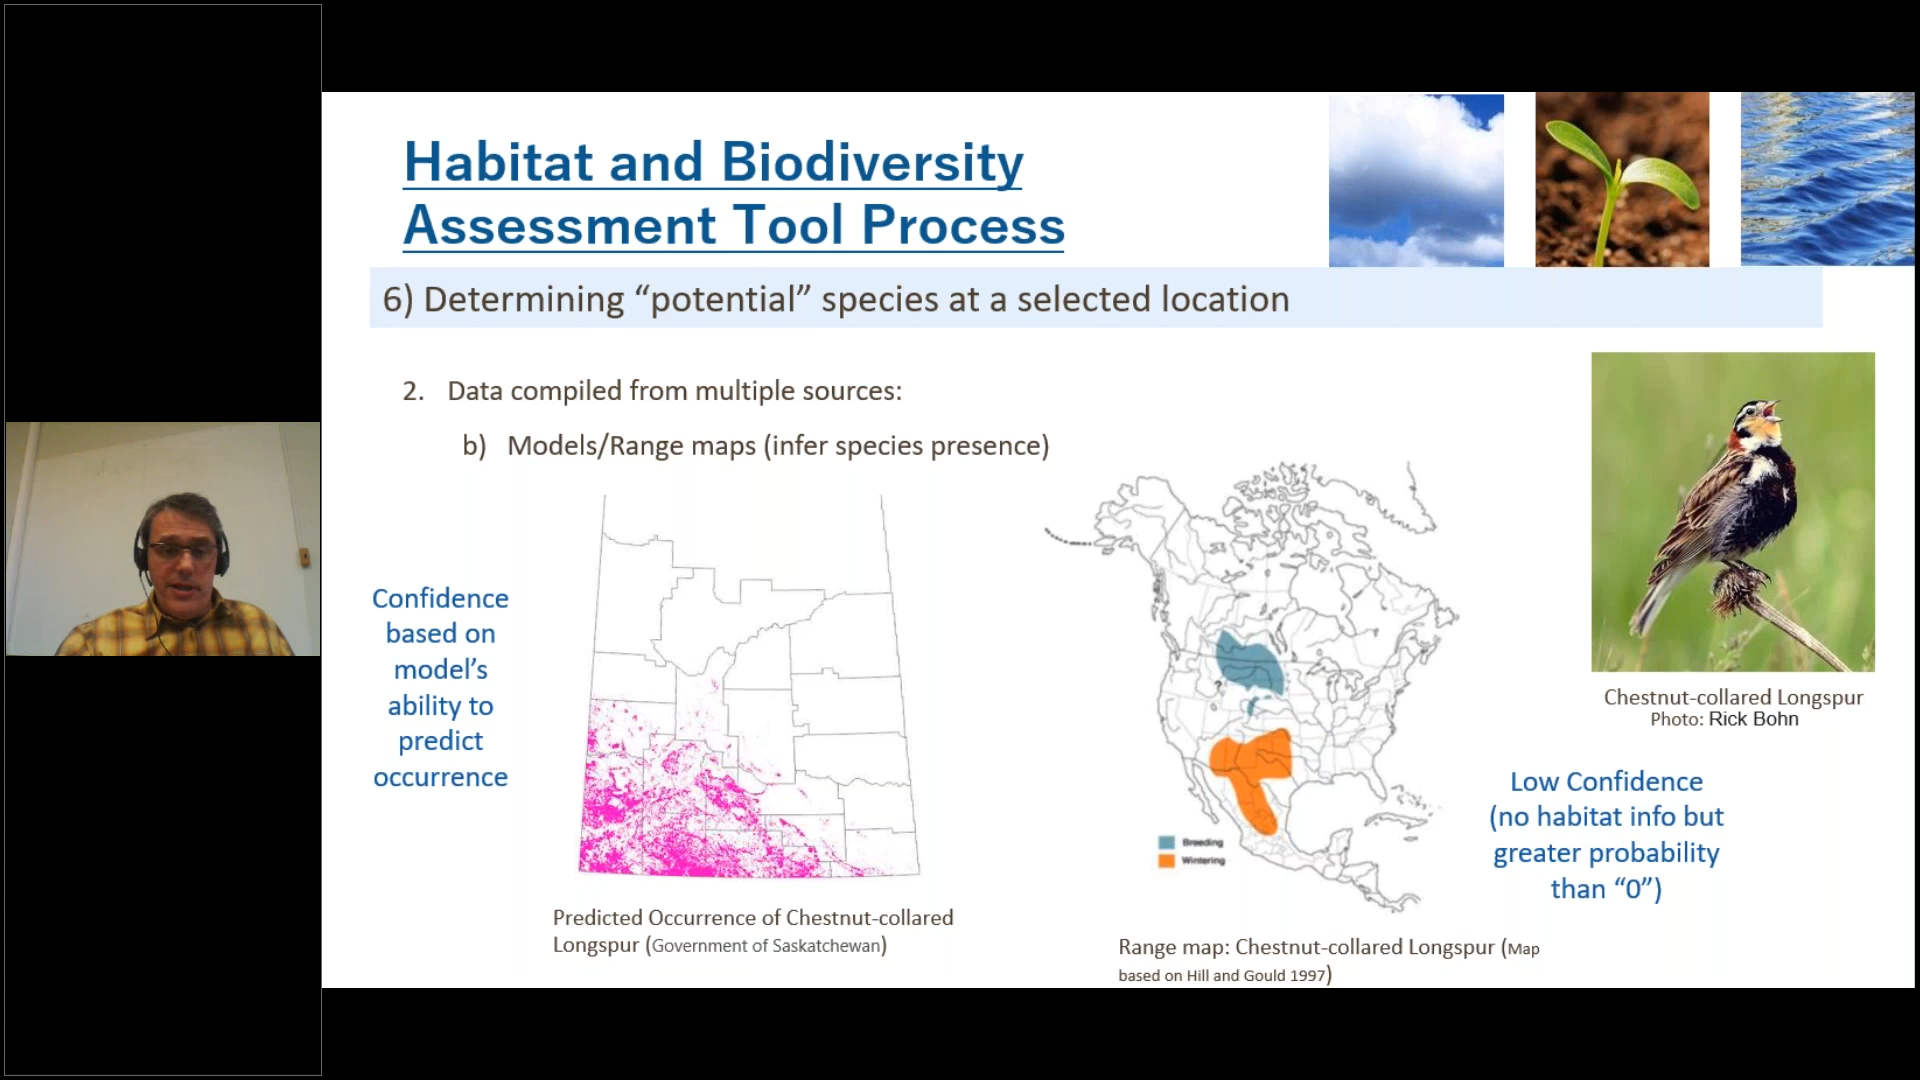 Habitat and Biodiversity
Assessment Tool Process
6) Determining “potential” species at a selected location
2. Data compiled from multiple sources:
b) Models/Range maps (infer species presence)
Confidence
based on
model’s
ability to
predict
occurrence
Predicted Occurrence of Chestnut-collared
Longspur (Government of Saskatchewan)
Breeding
Wintering
Range map: Chestnut-collared Longspur (Map
based on Hill and Gould 1997)
Chestnut-collared Longspur
Photo: Rick Bohn
Low Confidence
(no habitat info but
greater probability
than “0”)